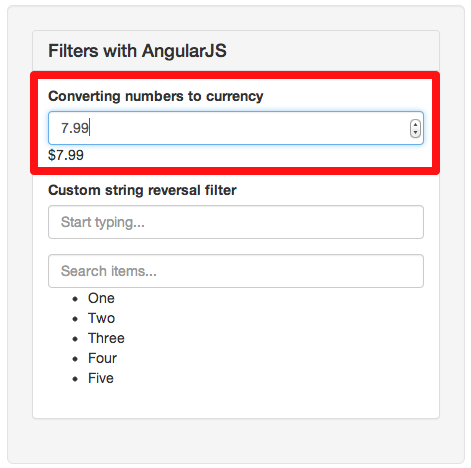 Filters with AngularJS
Converting numbers to currency
7.99
$7.99
Custom string reversal filter
Start typing...
Search items...
One
Two
Three
Four
Five